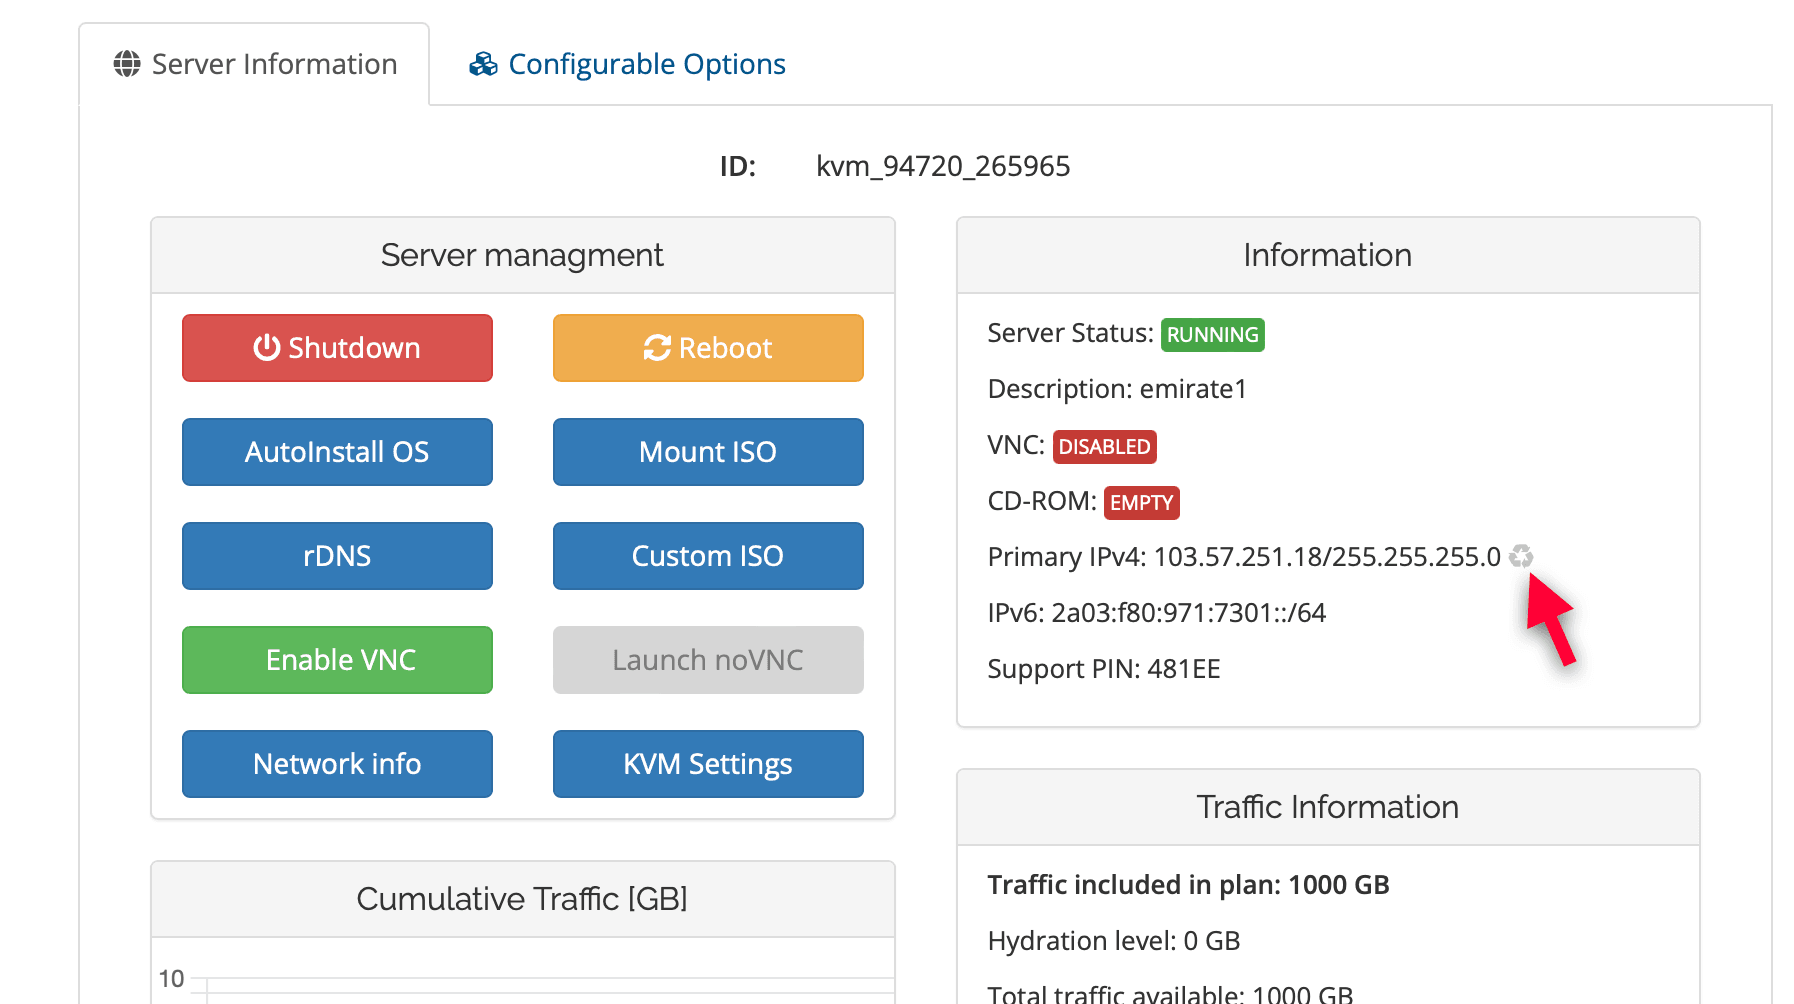 Server Information
Configurable Options
ID: kvm_94720_265965
Server managment
Shutdown
Reboot
AutoInstall OS
Mount ISO
rDNS
Custom ISO
Enable VNC
Launch noVNC
Network info
KVM Settings
Cumulative Traffic [GB]
10
Information
Server Status: RUNNING
Description: emirate1
VNC: DISABLED
CD-ROM: EMPTY
Primary IPv4: 103.57.251.18/255.255.255.0
IPv6: 2a03:f80:971:7301::/64
Support PIN: 481EE
Traffic Information
Traffic included in plan: 1000 GB
Hydration level: 0 GB
Total traffic available: 1000 GB